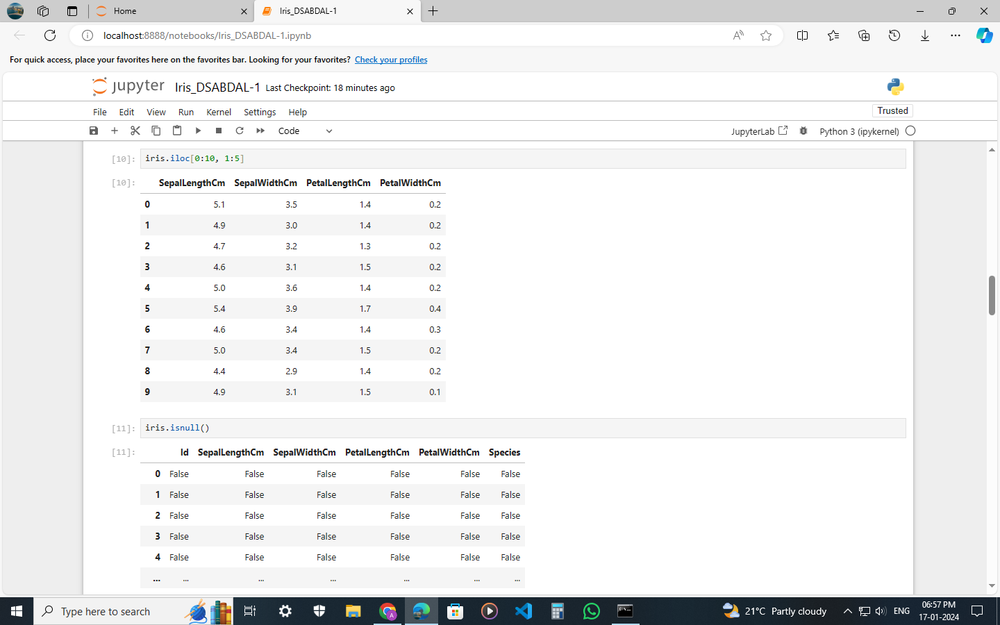 Home
Iris_DSABDAL-1
localhost:8888/notebooks/Iris_DSABDAL-1.ipynb
For quick access, place your favorites here on the favorites bar. Looking for your favorites? Check your profiles
jupyter Iris_DSABDAL-1 Last Checkpoint: 18 minutes ago
File Edit View Run Kernel Settings Help
Trusted
Code
JupyterLab
Python 3 (ipykernel)
[10]: iris.iloc[0:10, 1:5]
[10]: SepalLengthCm SepalWidthCm PetalLengthCm PetalWidthCm
0 5.1 3.5 1.4 0.2
1 4.9 3.0 1.4 0.2
2 4.7 3.2 1.3 0.2
3 4.6 3.1 1.5 0.2
4 5.0 3.6 1.4 0.2
5 5.4 3.9 1.7 0.4
6 4.6 3.4 1.4 0.3
7 5.0 3.4 1.5 0.2
8 4.4 2.9 1.4 0.2
9 4.9 3.1 1.5 0.1
[11]: iris.isnull()
[11]: Id SepalLengthCm SepalWidthCm PetalLengthCm PetalWidthCm Species
0 False False False False False False
1 False False False False False False
2 False False False False False False
3 False False False False False False
4 False False False False False False
... ... ... ... ... ... ...
Type here to search
21°C Partly cloudy
ENG
06:57 PM
17-01-2024